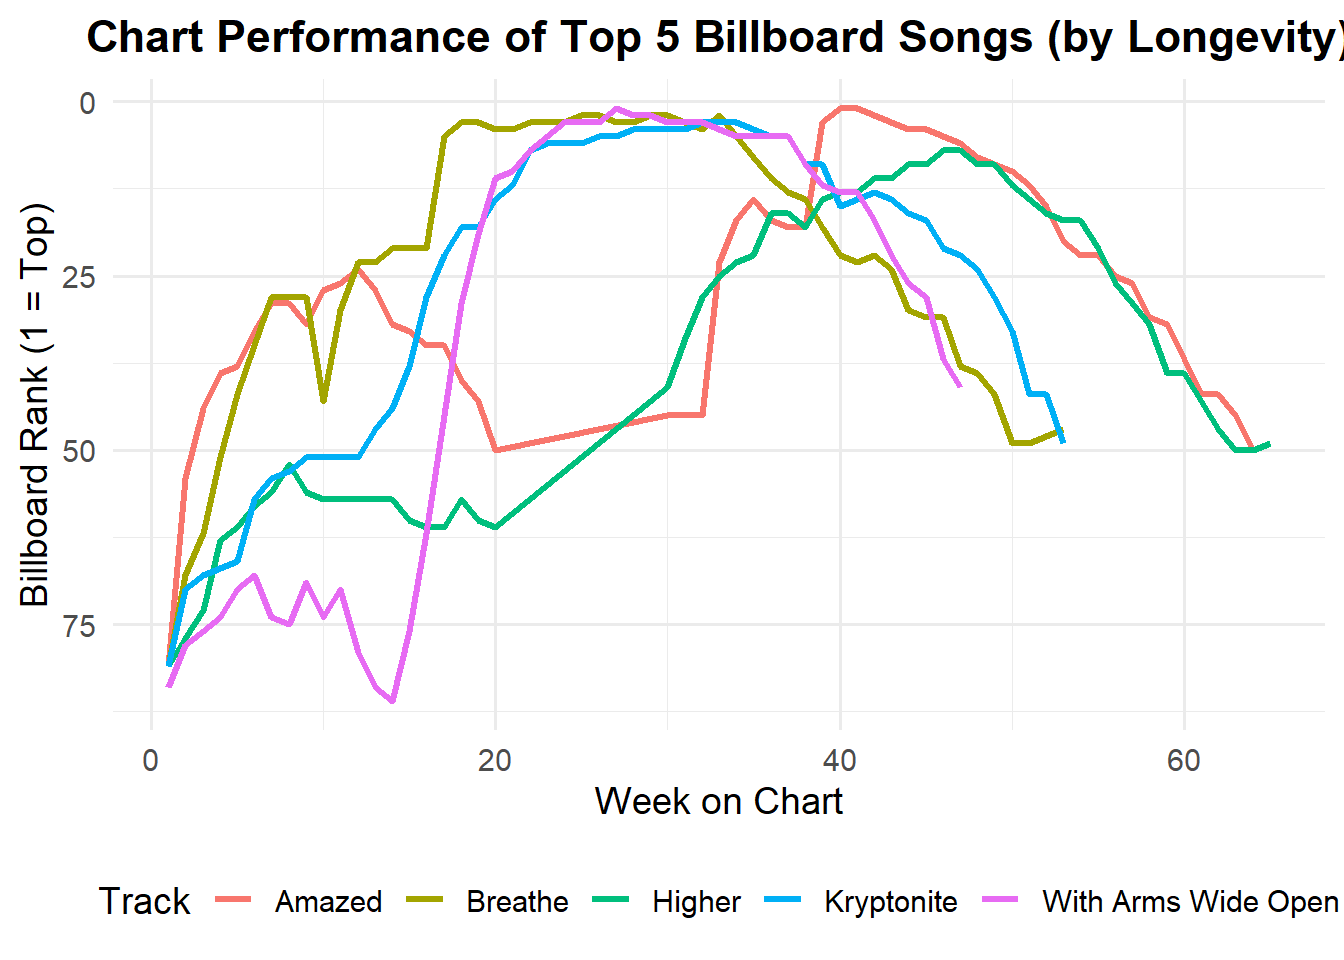 Chart Performance of Top 5 Billboard Songs (by Longevity)
Billboard Rank (1 = Top)
0
25
50
75
0 20 40 60
Week on Chart
Track Amazed Breathe Higher Kryptonite With Arms Wide Open